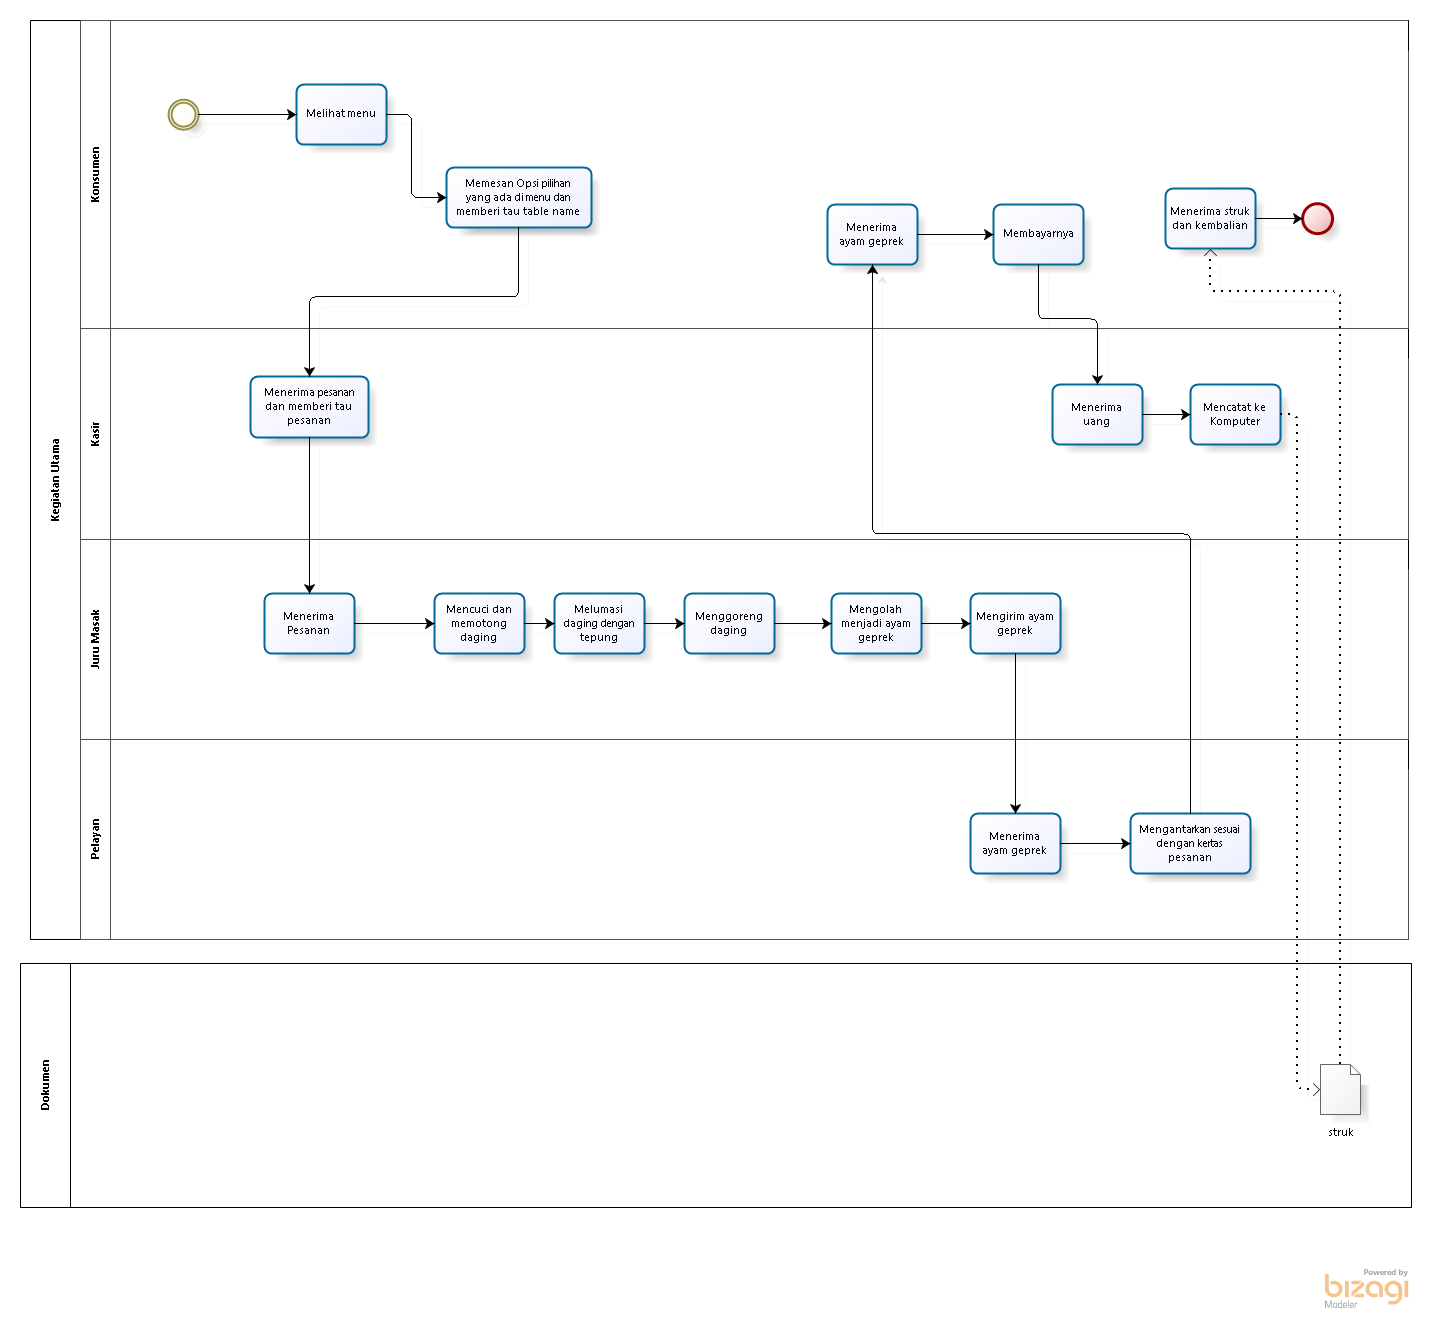 Kegiatan Utama
Konsumen
Melihat menu
Memesan Opsi pilihan
yang ada di menu dan
memberi tau table name
Menerima
ayam geprek
Membayarnya
Menerima struk
dan kembalian
Kasir
Menerima pesanan
dan memberi tau
pesanan
Menerima
uang
Mencatat ke
Komputer
Juru Masak
Menerima
Pesanan
Mencuci dan
memotong
daging
Melumasi
daging dengan
tepung
Menggoreng
daging
Mengolah
menjadi ayam
geprek
Mengirim ayam
geprek
Pelayan
Menerima
ayam geprek
Mengantarkan sesuai
dengan kertas
pesanan
Dokumen
struk
Powered by
bizagi
Modeler